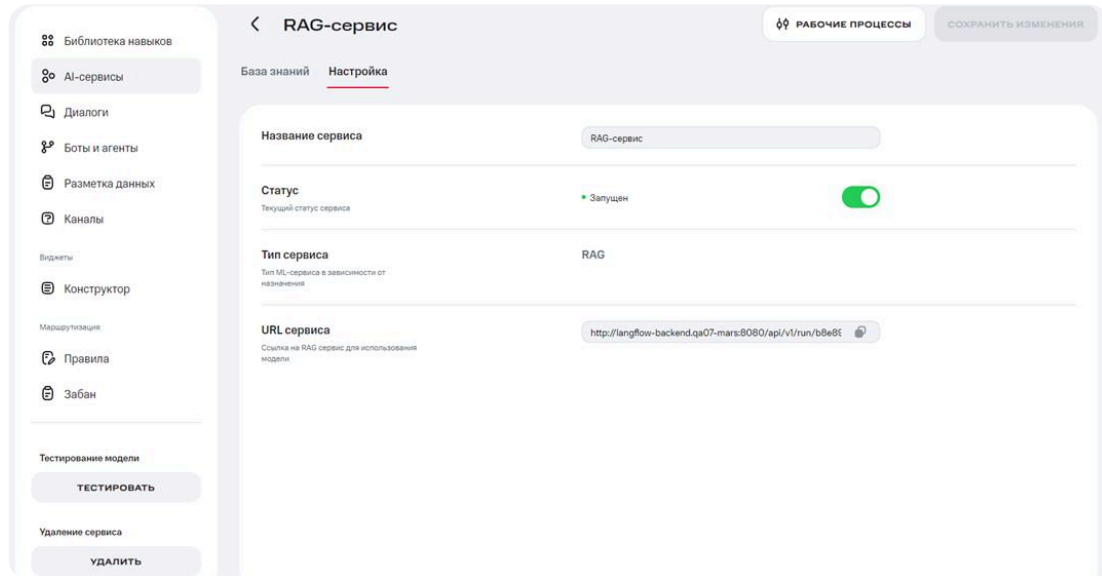 Библиотека навыков
AI-сервисы
Диалоги
Боты и агенты
Разметка данных
Каналы
Виджеты
Конструктор
Маршрутизация
Правила
Забан
Тестирование модели
ТЕСТИРОВАТЬ
Удаление сервиса
УДАЛИТЬ
RAG-сервис
РАБОЧИЕ ПРОЦЕССЫ
СОХРАНИТЬ ИЗМЕНЕНИЯ
База знаний Настройка
Название сервиса
RAG-сервис
Статус
Текущий статус сервиса
Запущен
Тип сервиса
Тип ML-сервиса в зависимости от
назначения
RAG
URL сервиса
Ссылка на RAG сервис для использования
модели
http://langflow-backend.qa07-mars:8080/api/v1/run/b8e89